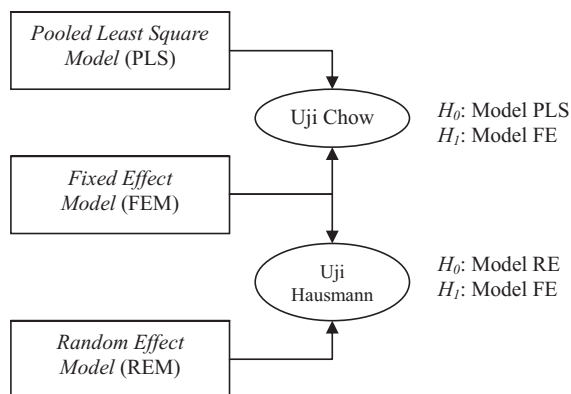 Pooled Least Square
Model (PLS)
Uji Chow
H0: Model PLS
H1: Model FE
Fixed Effect
Model (FEM)
Uji
Hausmann
H0: Model RE
H1: Model FE
Random Effect
Model (REM)